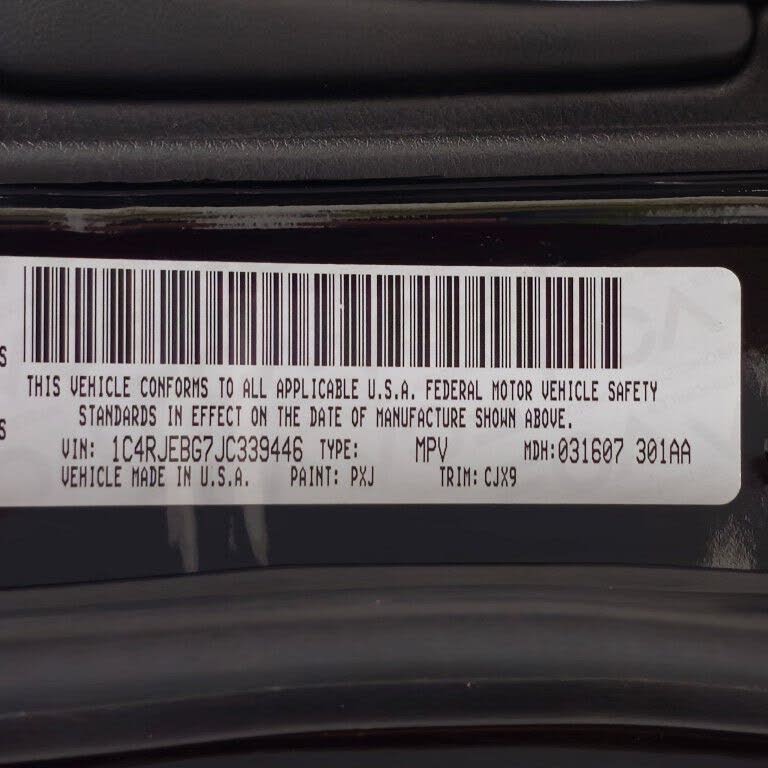 S
S
THIS VEHICLE CONFORMS TO ALL APPLICABLE U.S.A. FEDERAL MOTOR VEHICLE SAFETY
STANDARDS IN EFFECT ON THE DATE OF MANUFACTURE SHOWN ABOVE.
VIN: 1C4RJEBG7JC339446 TYPE: MPV MDH:031607 301AA
VEHICLE MADE IN U.S.A. PAINT: PXJ TRIM: CJX9